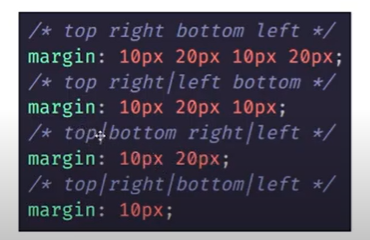 /* top right bottom left */
margin: 10px 20px 10px 20px;
/* top right|left bottom */
margin: 10px 20px 10px;
/* top|bottom right|left */
margin: 10px 20px;
/* top|right|bottom|left */
margin: 10px;